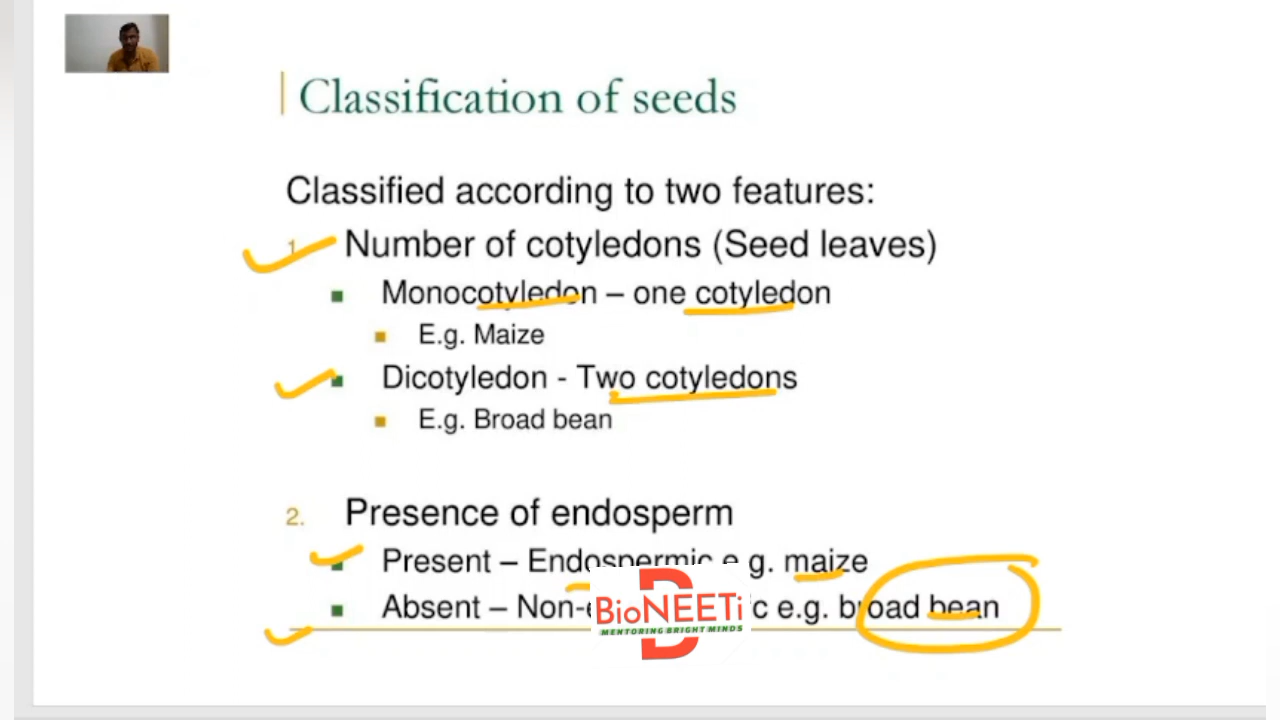 Classification of seeds
Classified according to two features:
1. Number of cotyledons (Seed leaves)
Monocotyledon – one cotyledon
E.g. Maize
Dicotyledon - Two cotyledons
E.g. Broad bean
2. Presence of endosperm
Present – Endospermic e.g. maize
Absent – Non-e c e.g. broad bean
BioNEETi
MENTORING BRIGHT MINDS